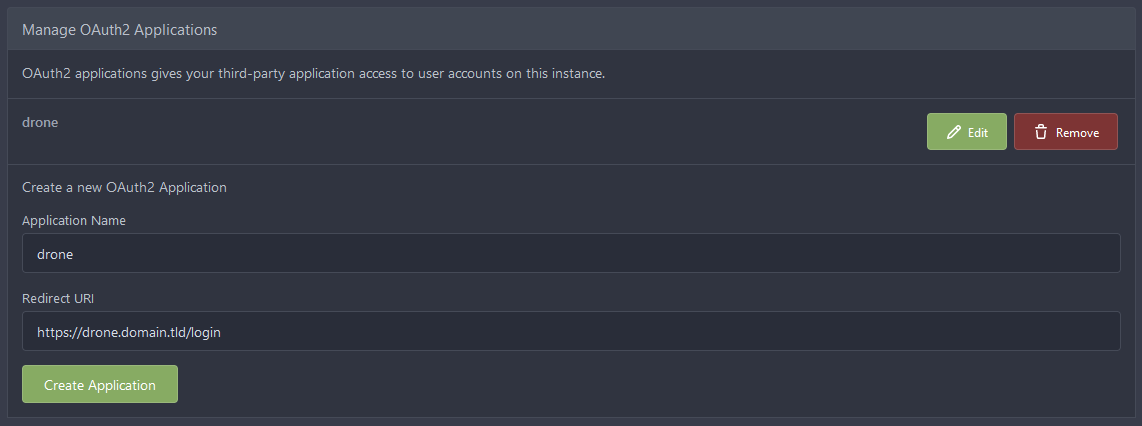 Manage OAuth2 Applications
OAuth2 applications gives your third-party application access to user accounts on this instance.
drone
Edit
Remove
Create a new OAuth2 Application
Application Name
drone
Redirect URI
https://drone.domain.tld/login
Create Application